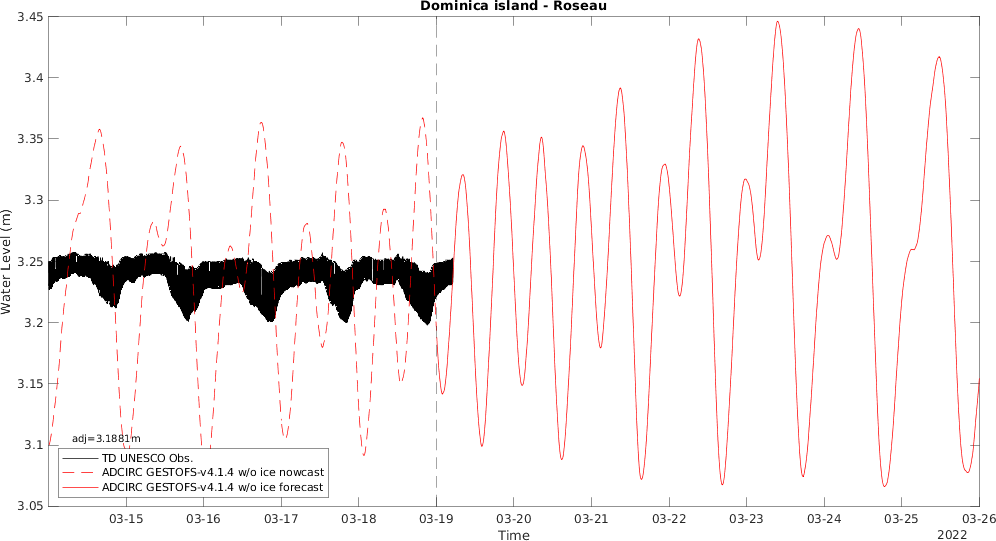 Dominica island - Roseau
Water Level (m)
3.45
3.4
3.35
3.3
3.25
3.2
3.15
3.1
3.05
adj=3.1881m
TD UNESCO Obs.
ADCIRC GESTOFS-v4.1.4 w/o ice nowcast
ADCIRC GESTOFS-v4.1.4 w/o ice forecast
03-15 03-16 03-17 03-18 03-19 03-20 03-21 03-22 03-23 03-24 03-25 03-26
Time
2022